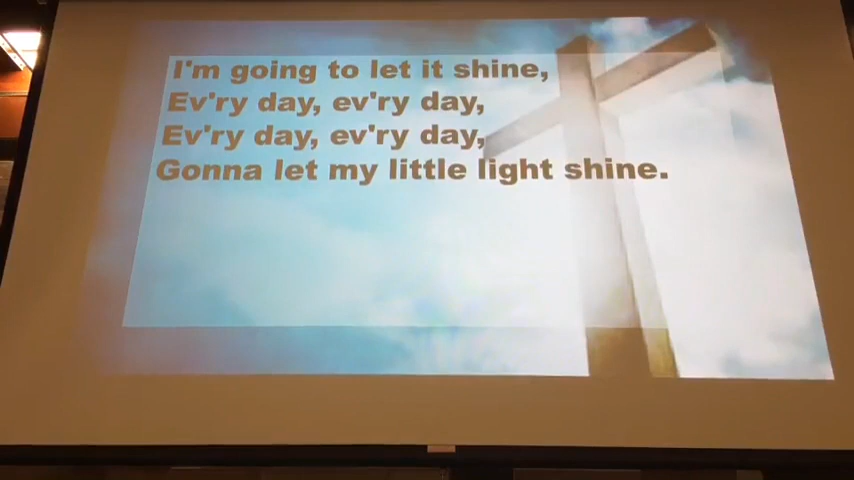 I'm going to let it shine,
Ev'ry day, ev'ry day,
Ev'ry day, ev'ry day,
Gonna let my little light shine.